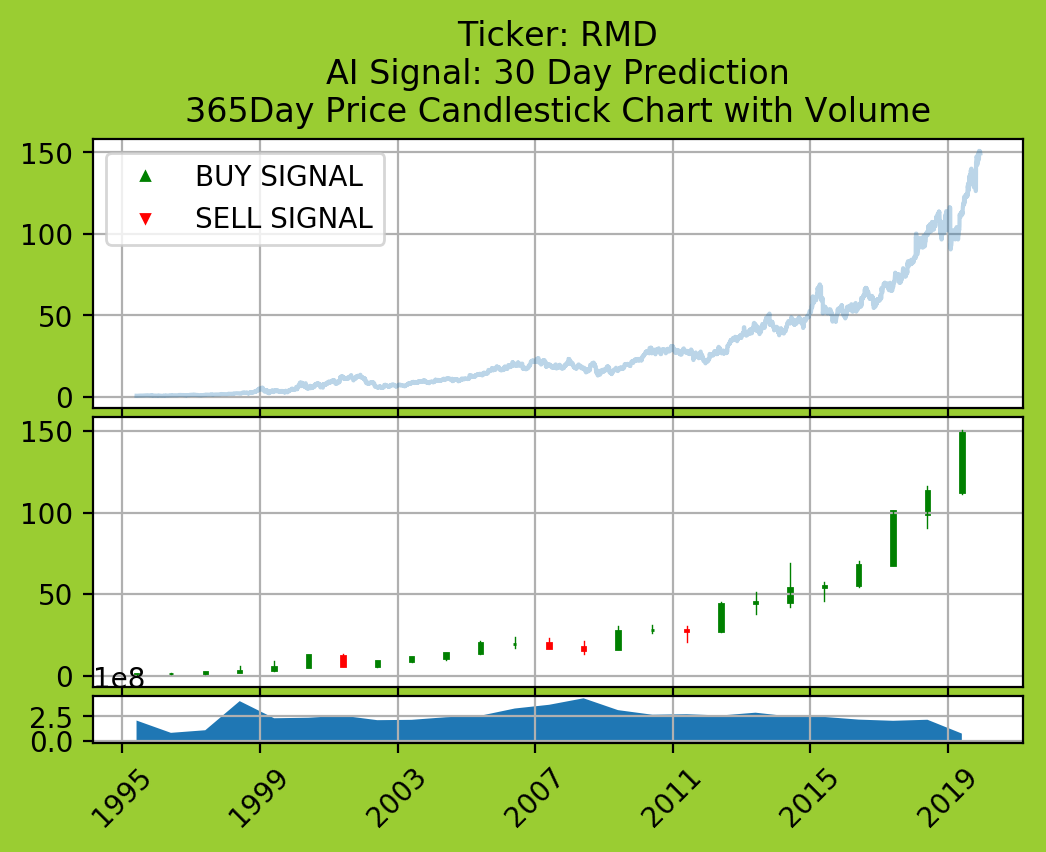 Ticker: RMD
AI Signal: 30 Day Prediction
365Day Price Candlestick Chart with Volume
150
BUY SIGNAL
SELL SIGNAL
100
50
0
150
100
50
0
1e8
2.5
0.0
1995
1999
2003
2007
2011
2015
2019